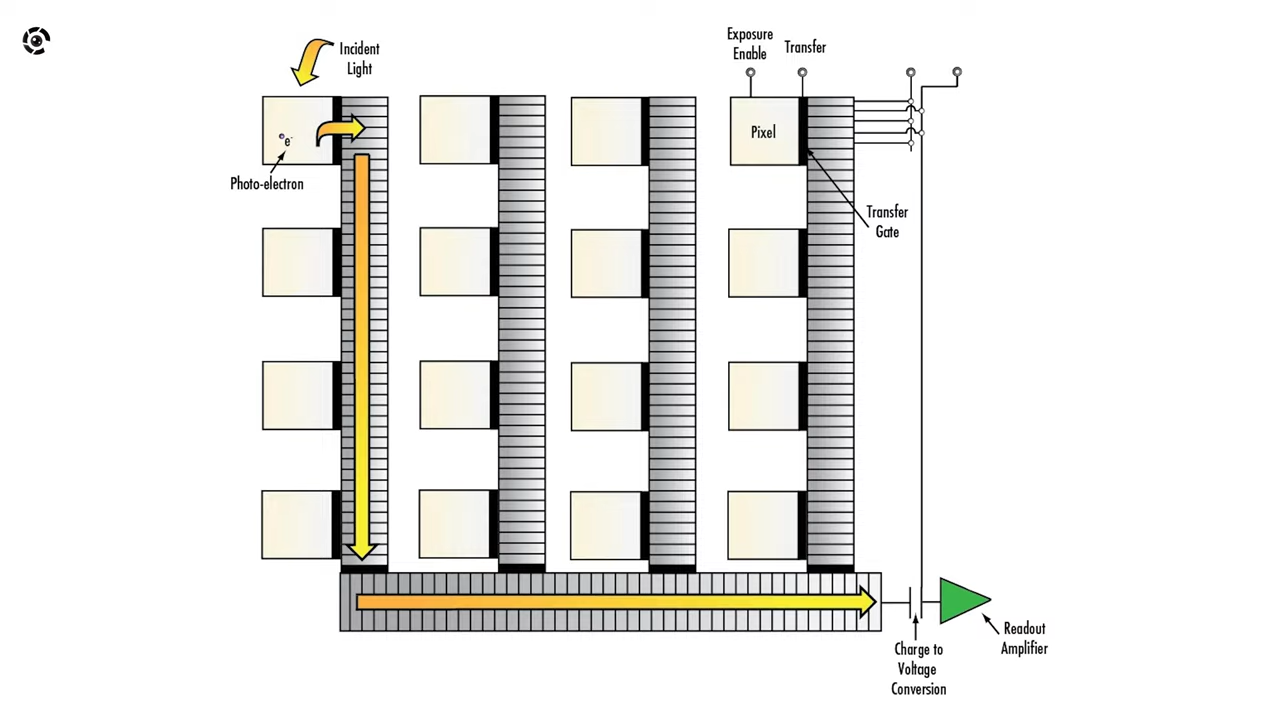 Incident
Light
e⁻
Photo-electron
Exposure
Enable
Transfer
Pixel
Transfer
Gate
Charge to
Voltage
Conversion
Readout
Amplifier